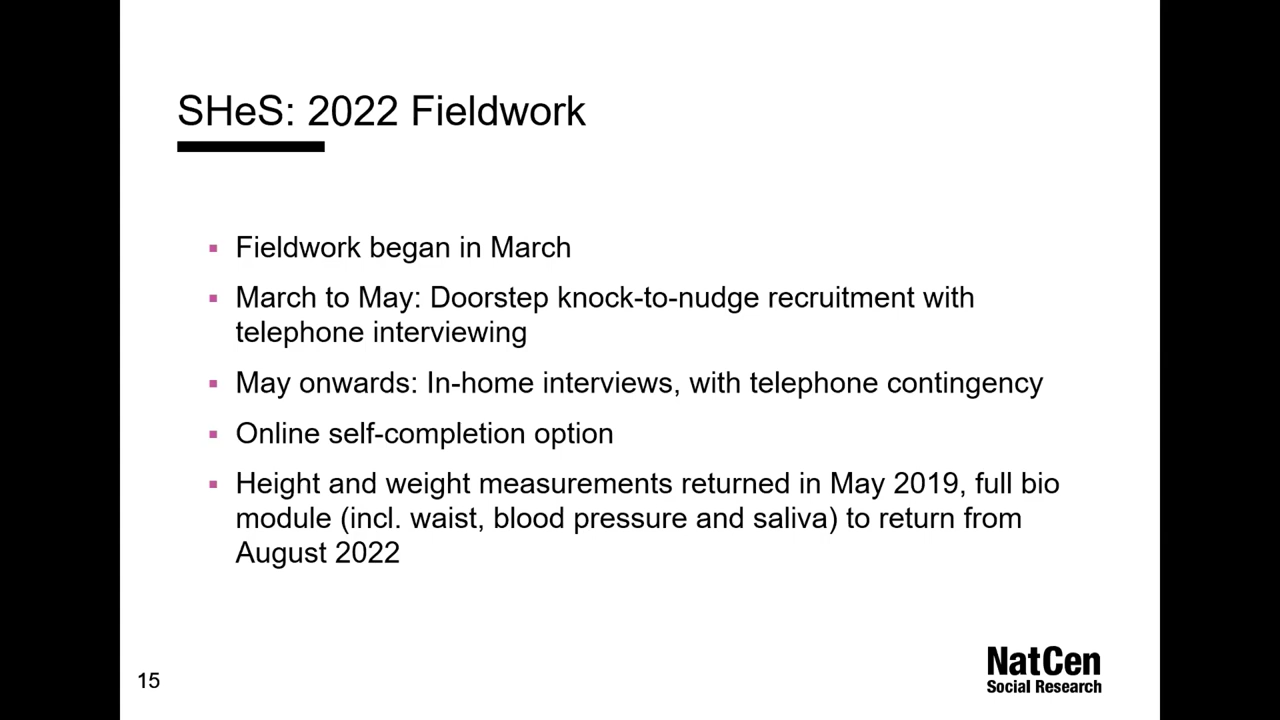 SHeS: 2022 Fieldwork
▪ Fieldwork began in March
▪ March to May: Doorstep knock-to-nudge recruitment with
telephone interviewing
▪ May onwards: In-home interviews, with telephone contingency
▪ Online self-completion option
▪ Height and weight measurements returned in May 2019, full bio
module (incl. waist, blood pressure and saliva) to return from
August 2022
15
NatCen
Social Research